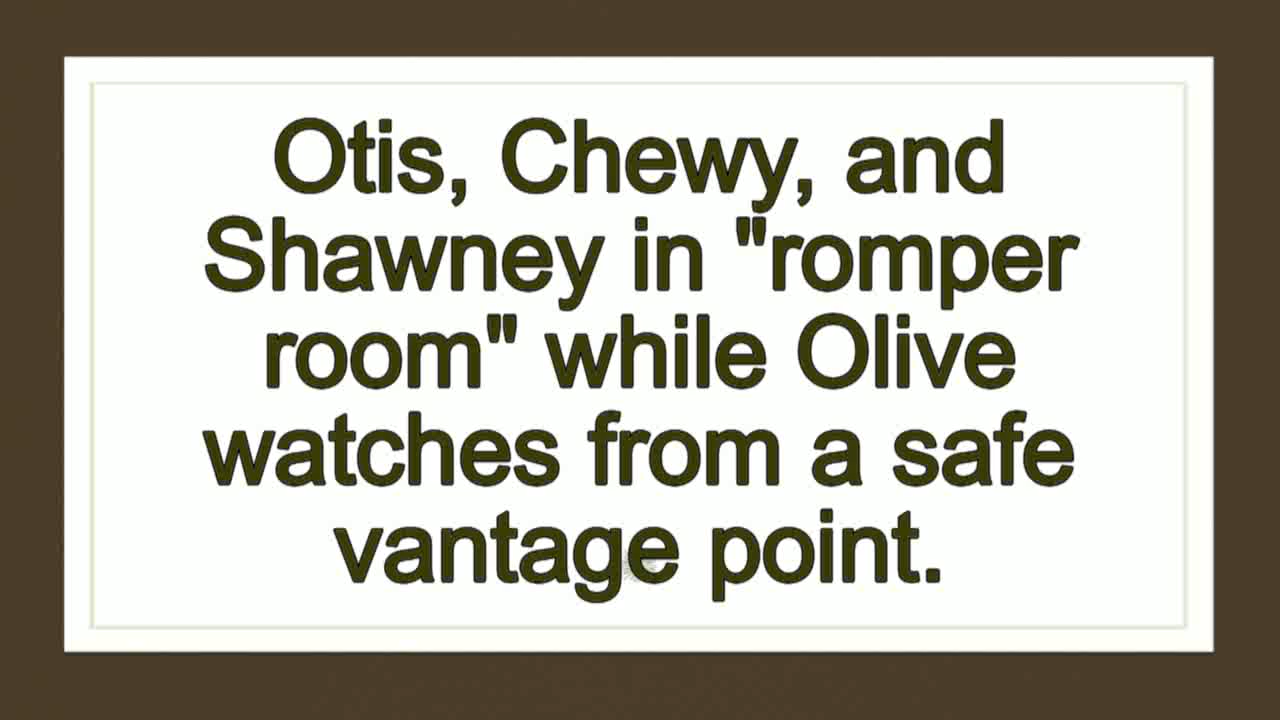 Otis, Chewy, and
Shawney in "romper
room" while Olive
watches from a safe
vantage point.